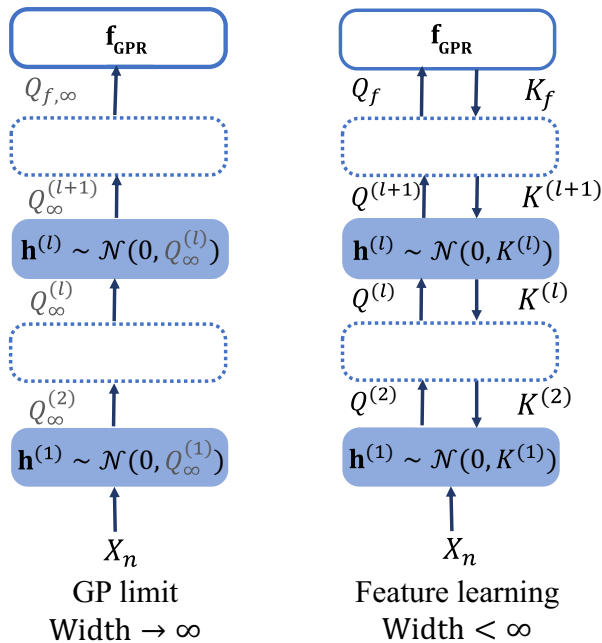 f_GPR
Q_{f,∞}
Q_∞^{(l+1)}
h^{(l)} ~ 𝒩(0, Q_∞^{(l)})
Q_∞^{(l)}
Q_∞^{(2)}
h^{(1)} ~ 𝒩(0, Q_∞^{(1)})
X_n
GP limit
Width → ∞
f_GPR
Q_f K_f
Q^{(l+1)} K^{(l+1)}
h^{(l)} ~ 𝒩(0, K^{(l)})
Q^{(l)} K^{(l)}
Q^{(2)} K^{(2)}
h^{(1)} ~ 𝒩(0, K^{(1)})
X_n
Feature learning
Width < ∞